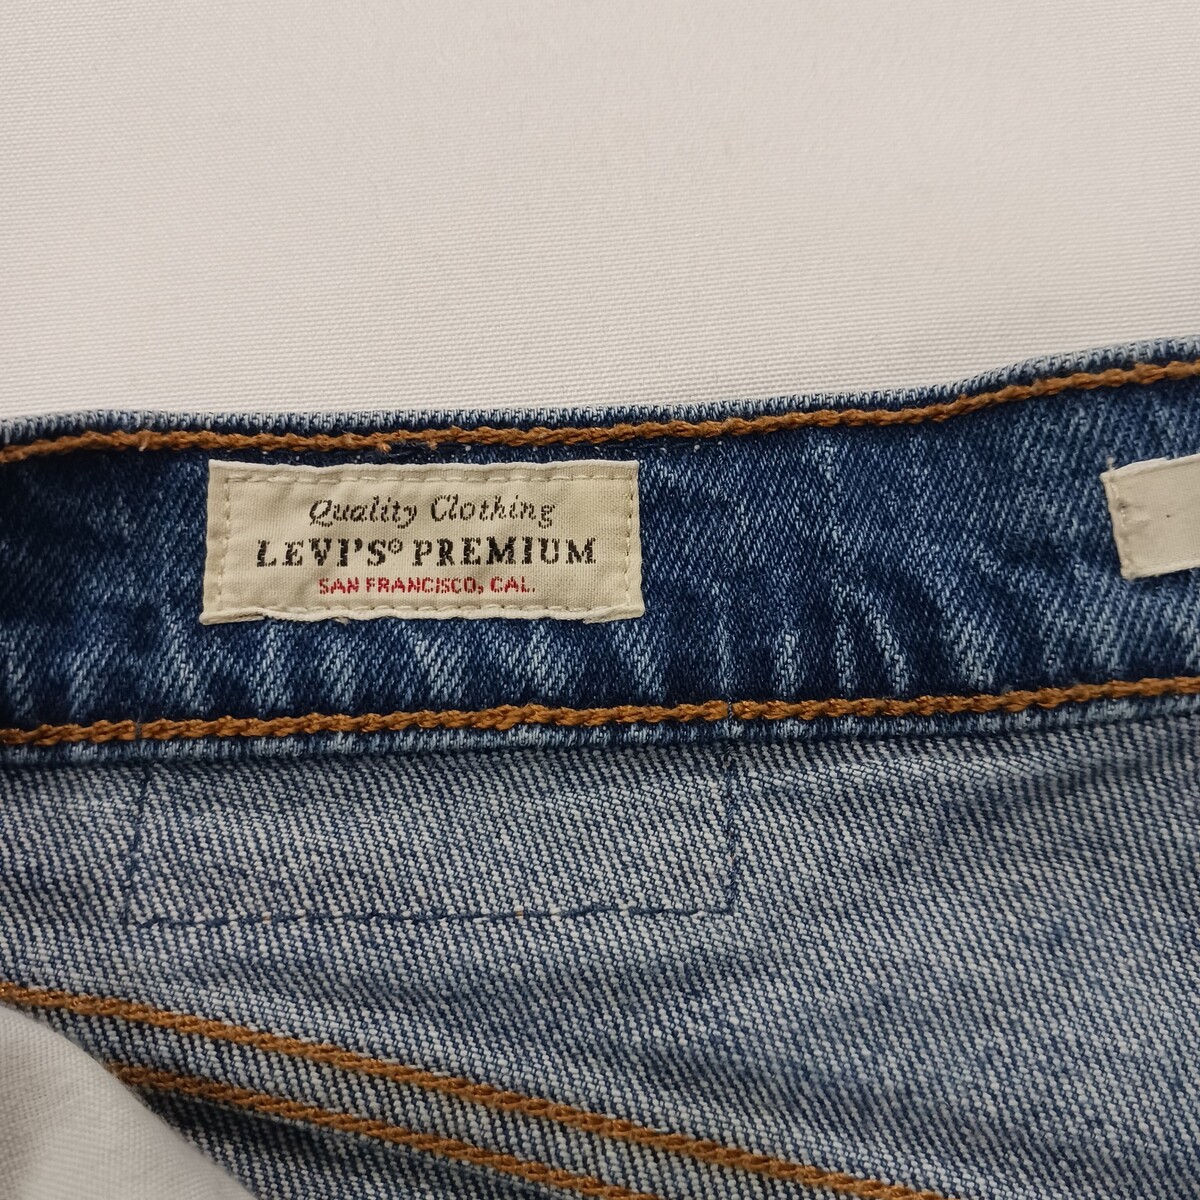 Quality Clothing
LEVI'S® PREMIUM
SAN FRANCISCO, CAL.